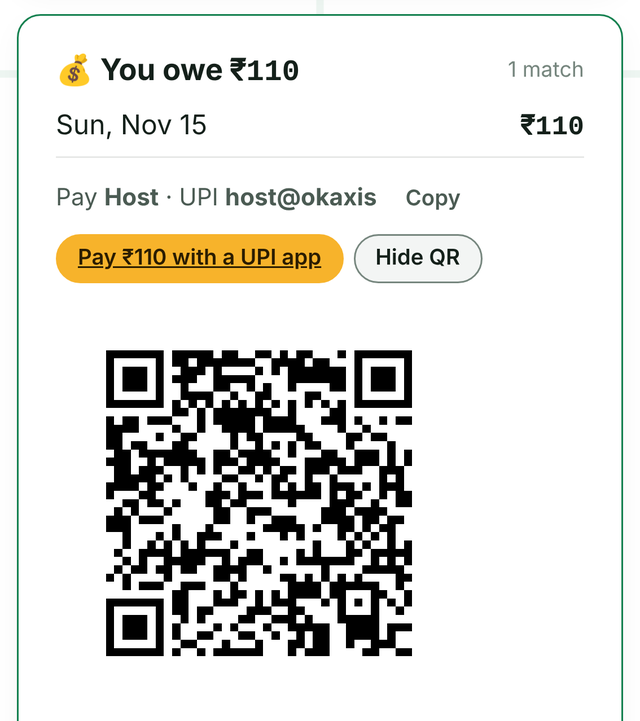 💰 You owe ₹110
1 match
Sun, Nov 15
₹110
Pay Host · UPI host@okaxis Copy
Pay ₹110 with a UPI app
Hide QR